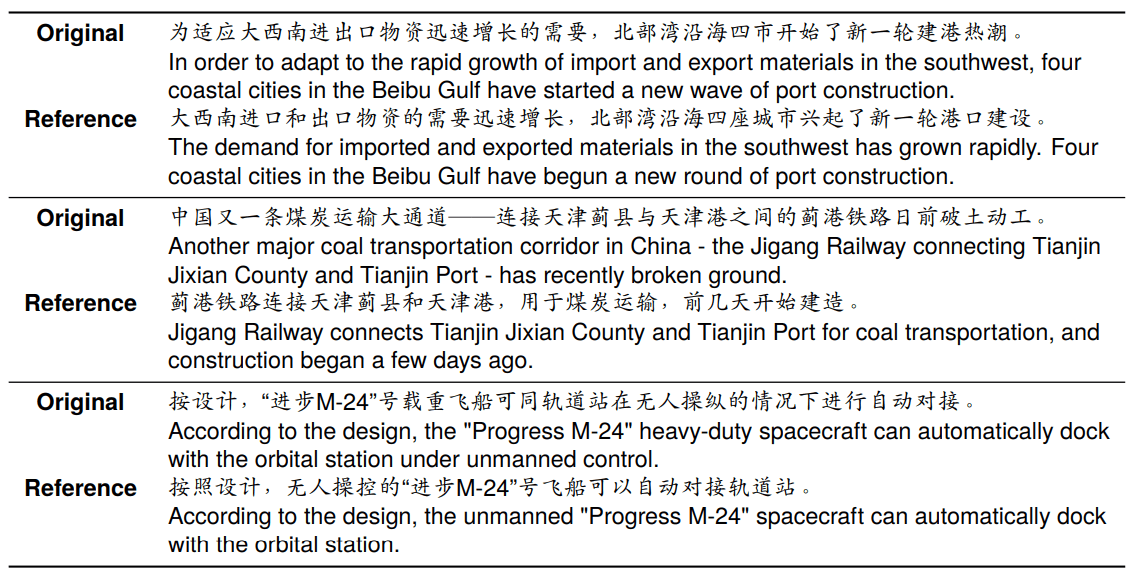 Original 为适应大西南进出口物资迅速增长的需要，北部湾沿海四市开始了新一轮建港热潮。
In order to adapt to the rapid growth of import and export materials in the southwest, four
coastal cities in the Beibu Gulf have started a new wave of port construction.
Reference 大西南进口和出口物资的需要迅速增长，北部湾沿海四座城市兴起了新一轮港口建设。
The demand for imported and exported materials in the southwest has grown rapidly. Four
coastal cities in the Beibu Gulf have begun a new round of port construction.
Original 中国又一条煤炭运输大通道——连接天津蓟县与天津港之间的蓟港铁路日前破土动工。
Another major coal transportation corridor in China - the Jigang Railway connecting Tianjin
Jixian County and Tianjin Port - has recently broken ground.
Reference 蓟港铁路连接天津蓟县和天津港，用于煤炭运输，前几天开始建造。
Jigang Railway connects Tianjin Jixian County and Tianjin Port for coal transportation, and
construction began a few days ago.
Original 按设计，“进步M-24”号载重飞船可同轨道站在无人操纵的情况下进行自动对接。
According to the design, the "Progress M-24" heavy-duty spacecraft can automatically dock
with the orbital station under unmanned control.
Reference 按照设计，无人操控的“进步M-24”号飞船可以自动对接轨道站。
According to the design, the unmanned "Progress M-24" spacecraft can automatically dock
with the orbital station.